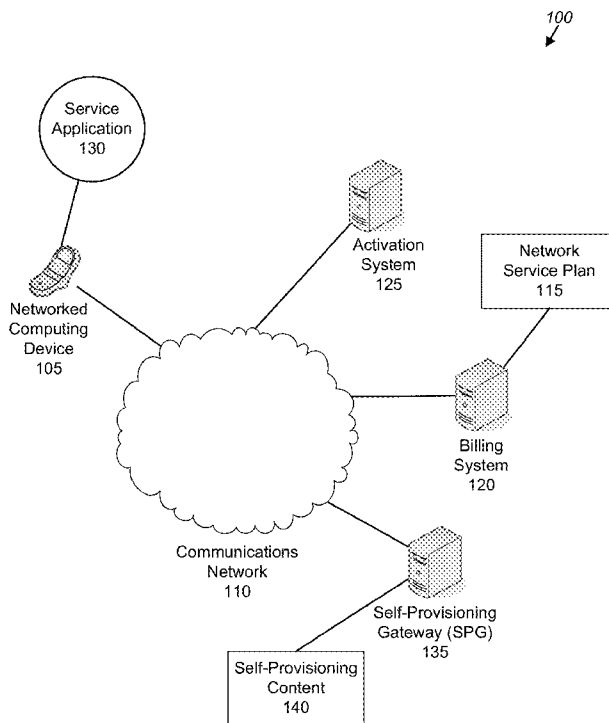 100
Service
Application
130
Activation
System
125
Network
Service Plan
115
Networked
Computing
Device
105
Billing
System
120
Communications
Network
110
Self-Provisioning
Gateway (SPG)
135
Self-Provisioning
Content
140